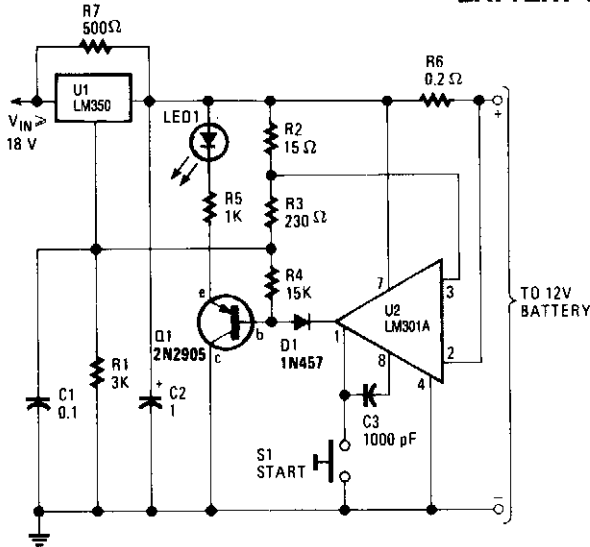 R7
500Ω
U1
LM350
VIN ≥
18 V
LED1
R5
1K
R2
15 Ω
R3
230 Ω
R4
15K
R6
0.2 Ω
+
7
3
U2
LM301A
1
2
8
4
TO 12V
BATTERY
e
b
c
Q1
2N2905
D1
1N457
R1
3K
C1
0.1
+
C2
1
C3
1000 pF
S1
START
−